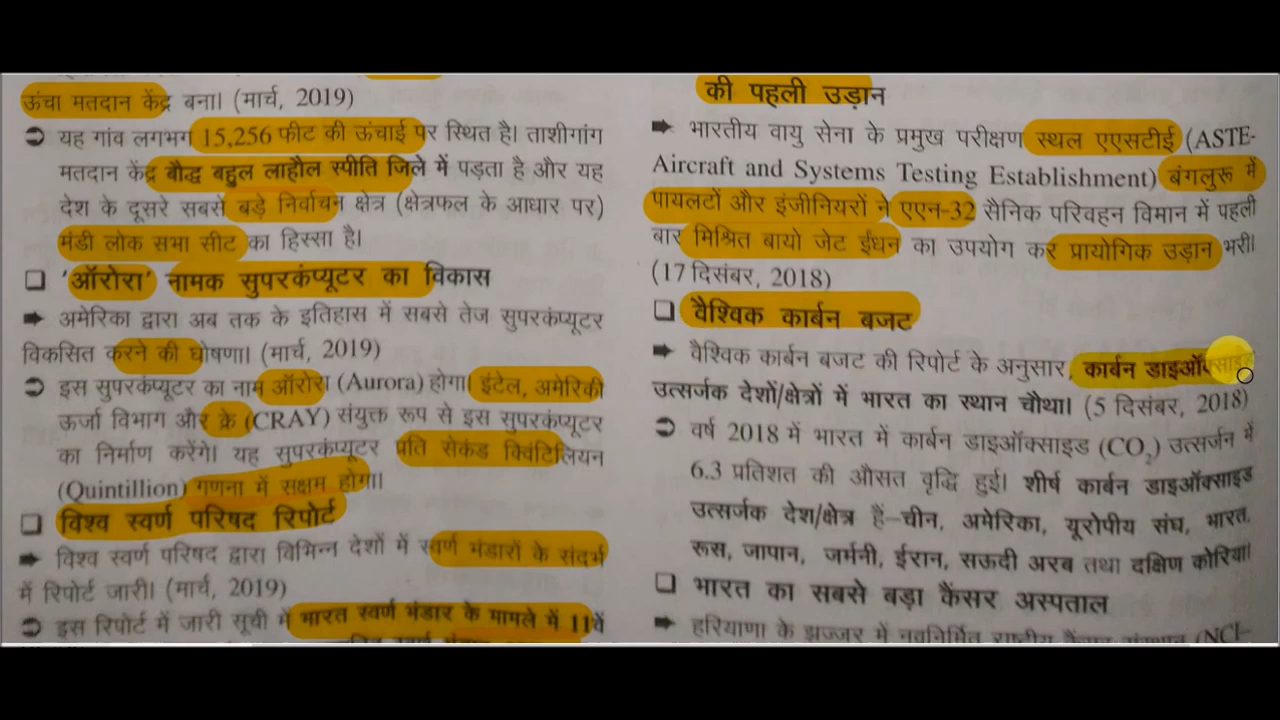 ऊंचा मतदान केंद्र बना। (मार्च, 2019)
➲ यह गांव लगभग 15,256 फीट की ऊंचाई पर स्थित है। ताशीगांग
मतदान केंद्र बौद्ध बहुल लाहौल स्पीति जिले में पड़ता है और यह
देश के दूसरे सबसे बड़े निर्वाचन क्षेत्र (क्षेत्रफल के आधार पर)
मंडी लोक सभा सीट का हिस्सा है।
❑ 'ऑरोरा' नामक सुपरकंप्यूटर का विकास
➨ अमेरिका द्वारा अब तक के इतिहास में सबसे तेज सुपरकंप्यूटर
विकसित करने की घोषणा। (मार्च, 2019)
➲ इस सुपरकंप्यूटर का नाम ऑरोरा (Aurora) होगा। इंटेल, अमेरिकी
ऊर्जा विभाग और क्रे (CRAY) संयुक्त रूप से इस सुपरकंप्यूटर
का निर्माण करेंगे। यह सुपरकंप्यूटर प्रति सेकंड क्विंटिलियन
(Quintillion) गणना में सक्षम होगा।
❑ विश्व स्वर्ण परिषद रिपोर्ट
➨ विश्व स्वर्ण परिषद द्वारा विभिन्न देशों में स्वर्ण भंडारों के संदर्भ
में रिपोर्ट जारी। (मार्च, 2019)
➲ इस रिपोर्ट में जारी सूची में भारत स्वर्ण भंडार के मामले में 11वें
की पहली उड़ान
➨ भारतीय वायु सेना के प्रमुख परीक्षण स्थल एएसटीई (ASTE-
Aircraft and Systems Testing Establishment) बंगलुरू में
पायलटों और इंजीनियरों ने एएन-32 सैनिक परिवहन विमान में पहली
बार मिश्रित बायो जेट ईंधन का उपयोग कर प्रायोगिक उड़ान भरी।
(17 दिसंबर, 2018)
❑ वैश्विक कार्बन बजट
➨ वैश्विक कार्बन बजट की रिपोर्ट के अनुसार, कार्बन डाइऑक्साइड
उत्सर्जक देशों/क्षेत्रों में भारत का स्थान चौथा। (5 दिसंबर, 2018)
➲ वर्ष 2018 में भारत में कार्बन डाइऑक्साइड (CO₂) उत्सर्जन में
6.3 प्रतिशत की औसत वृद्धि हुई। शीर्ष कार्बन डाइऑक्साइड
उत्सर्जक देश/क्षेत्र हैं–चीन, अमेरिका, यूरोपीय संघ, भारत,
रूस, जापान, जर्मनी, ईरान, सऊदी अरब तथा दक्षिण कोरिया।
❑ भारत का सबसे बड़ा कैंसर अस्पताल
➨ हरियाणा के झज्जर में नवनिर्मित राष्ट्रीय कैंसर संस्थान (NCI–